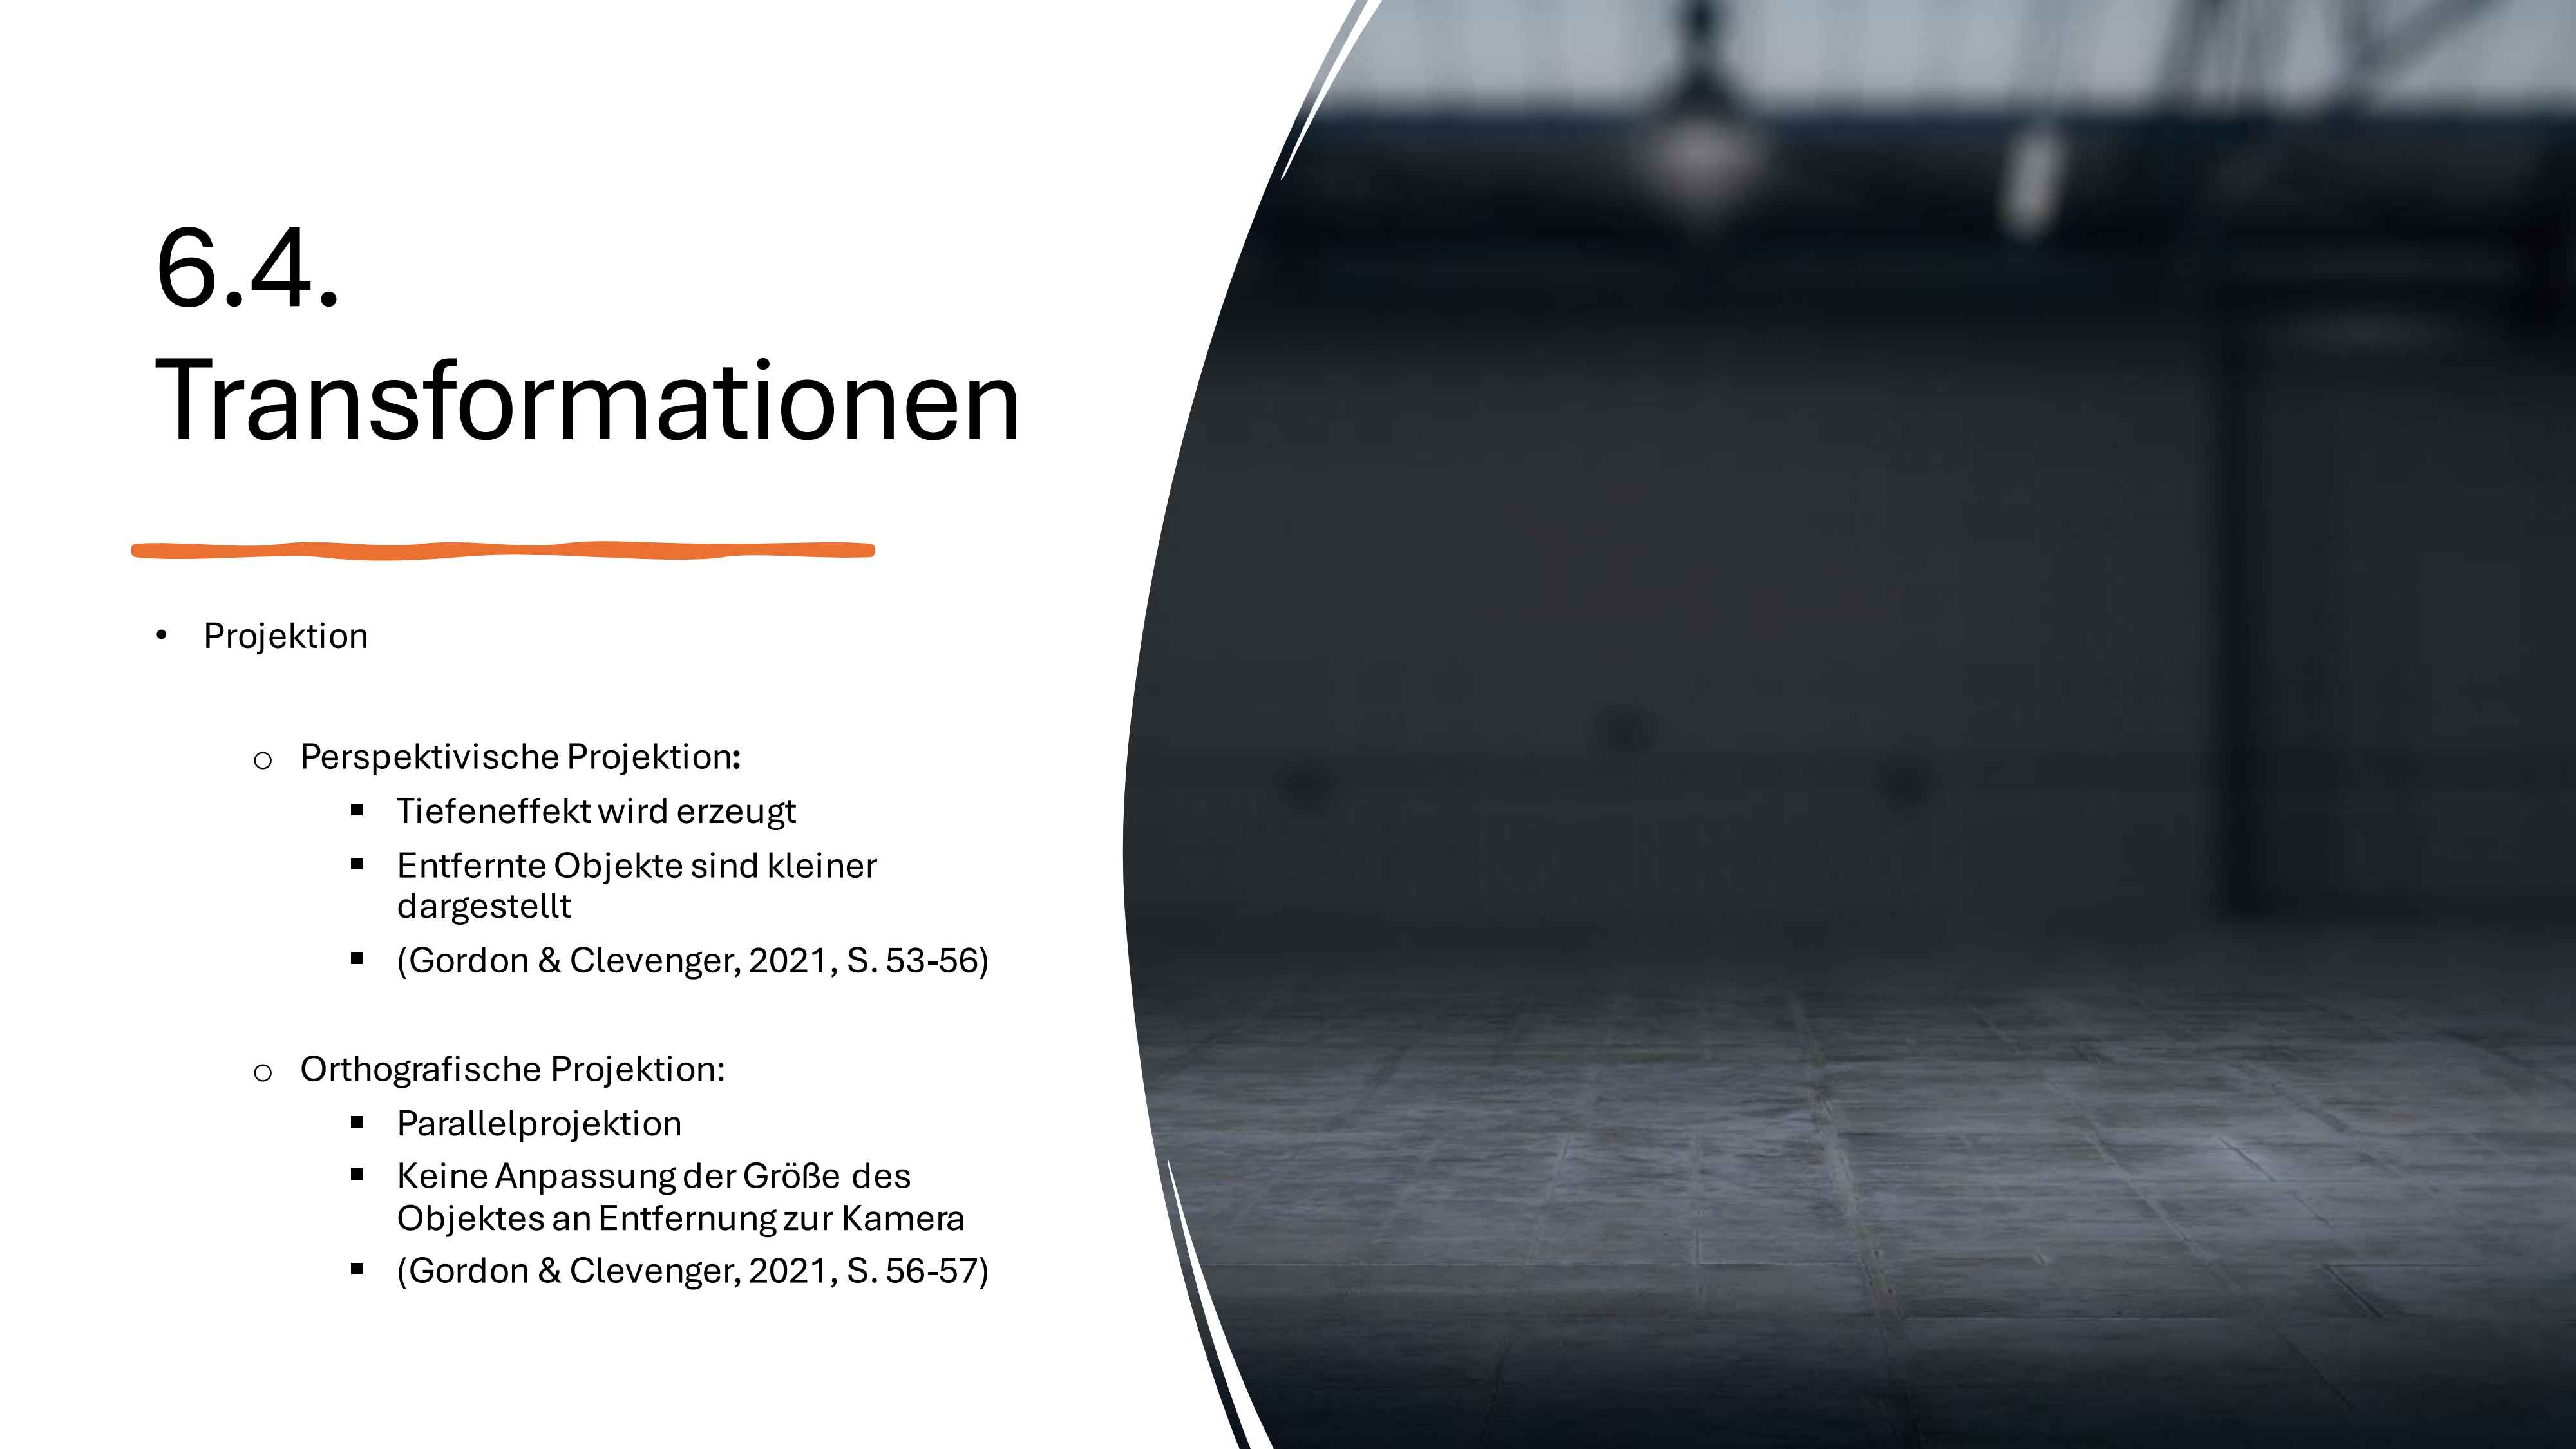 6.4.
Transformationen
• Projektion
o Perspektivische Projektion:
▪ Tiefeneffekt wird erzeugt
▪ Entfernte Objekte sind kleiner
dargestellt
▪ (Gordon & Clevenger, 2021, S. 53-56)
o Orthografische Projektion:
▪ Parallelprojektion
▪ Keine Anpassung der Größe des
Objektes an Entfernung zur Kamera
▪ (Gordon & Clevenger, 2021, S. 56-57)